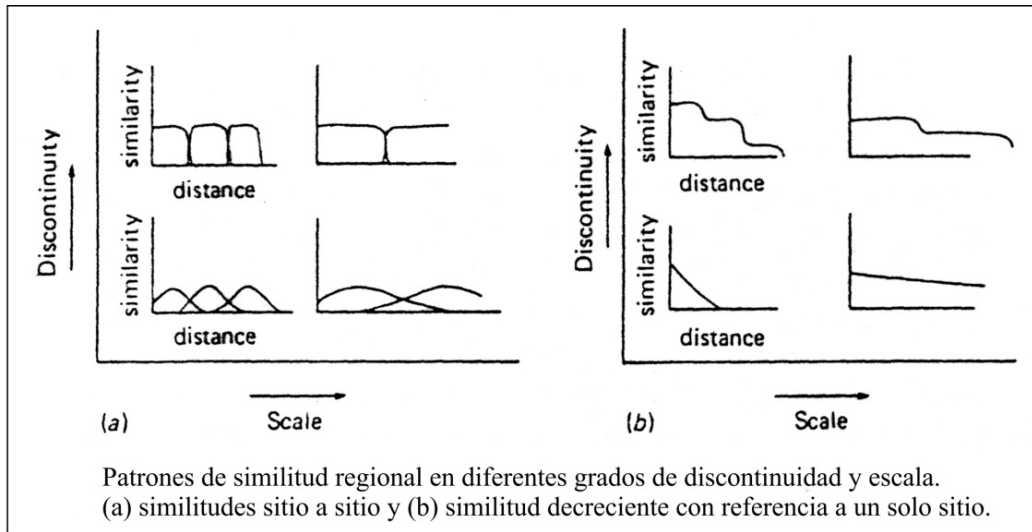 Discontinuity
similarity
distance
similarity
distance
(a)
Scale
Discontinuity
similarity
distance
similarity
distance
(b)
Scale
Patrones de similitud regional en diferentes grados de discontinuidad y escala.
(a) similitudes sitio a sitio y (b) similitud decreciente con referencia a un solo sitio.